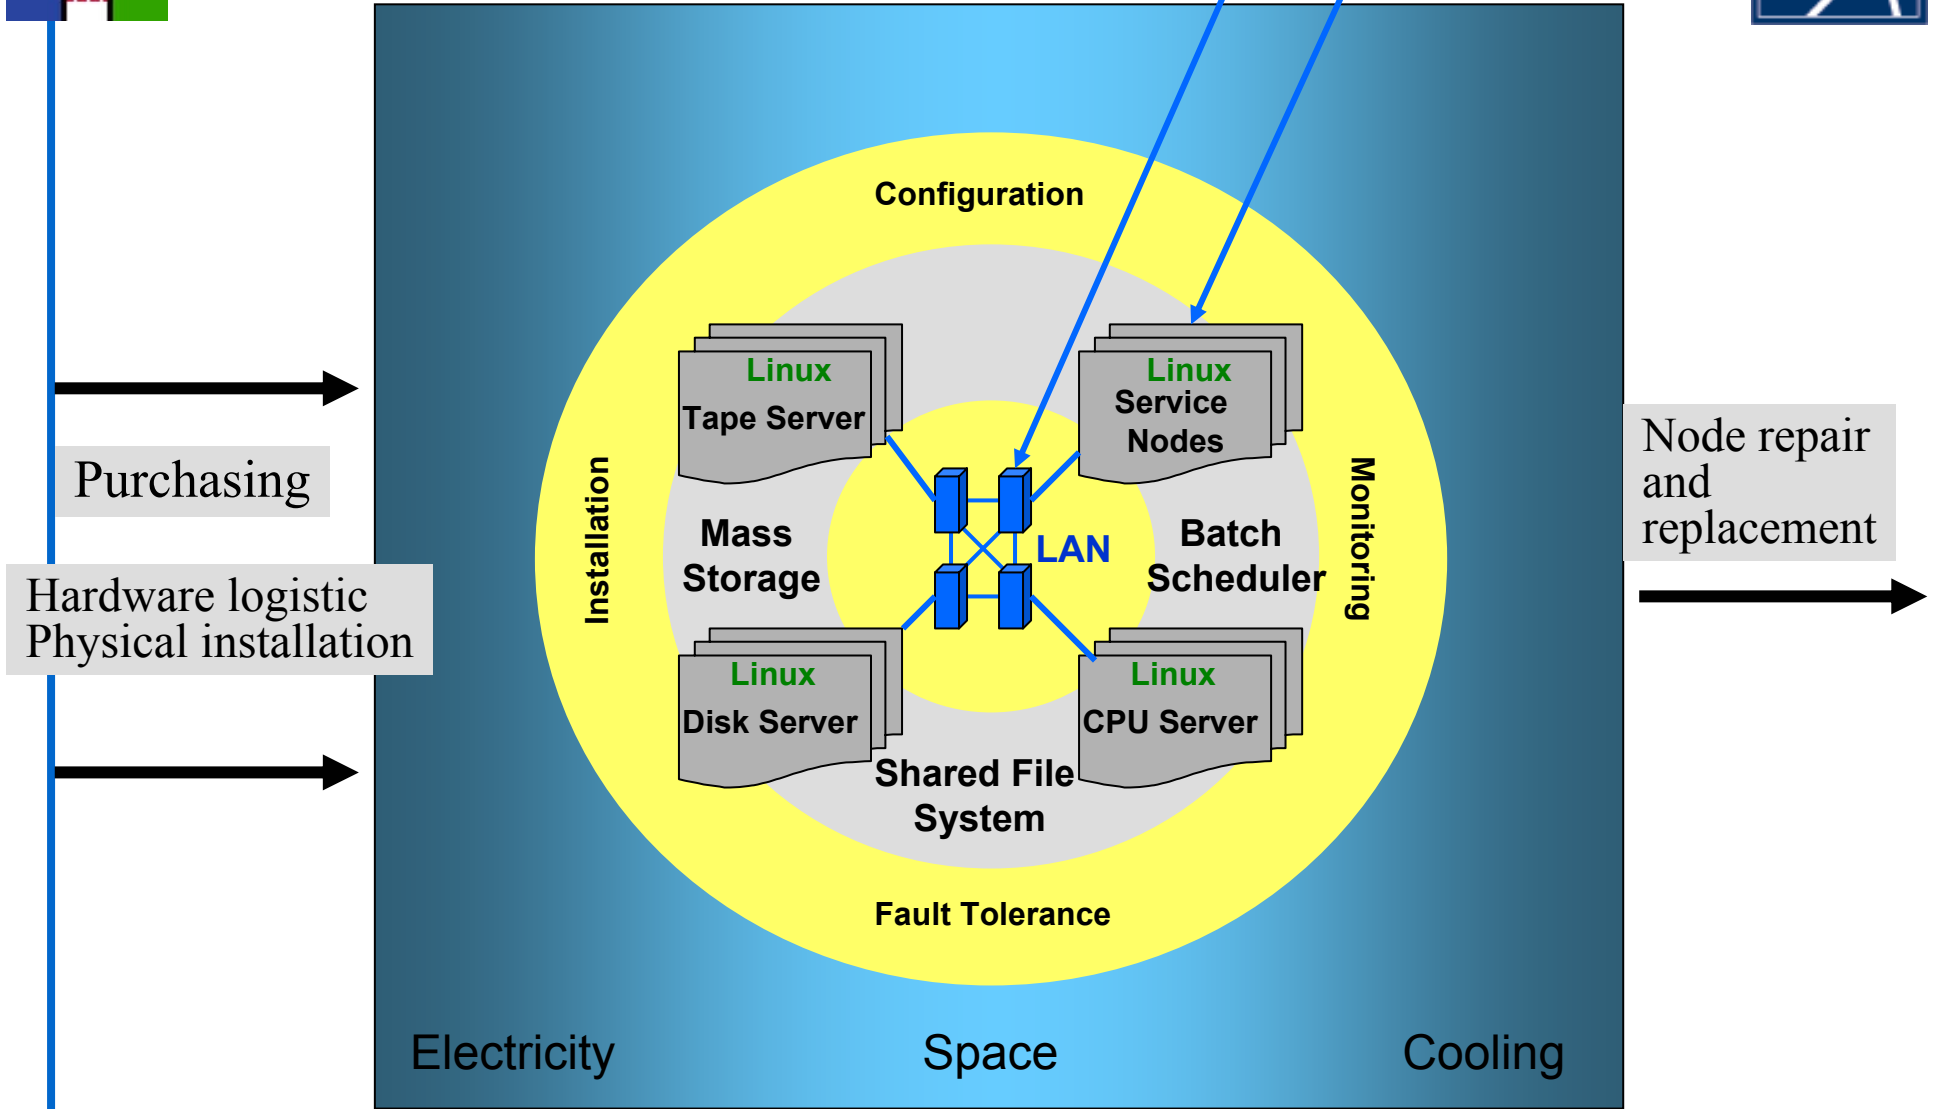 Configuration
Linux
Tape Server
Linux
Service
Nodes
Purchasing
Installation
Mass
Storage
LAN
Batch
Scheduler
Monitoring
Node repair
and
replacement
Hardware logistic
Physical installation
Linux
Disk Server
Linux
CPU Server
Shared File
System
Fault Tolerance
Electricity
Space
Cooling